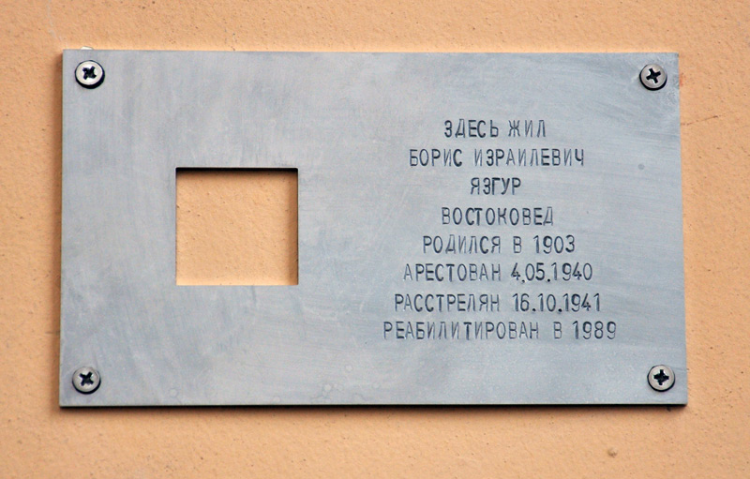 ЗДЕСЬ ЖИЛ
БОРИС ИЗРАИЛЕВИЧ
ЯЗГУР
ВОСТОКОВЕД
РОДИЛСЯ В 1903
АРЕСТОВАН 4.05.1940
РАССТРЕЛЯН 16.10.1941
РЕАБИЛИТИРОВАН В 1989